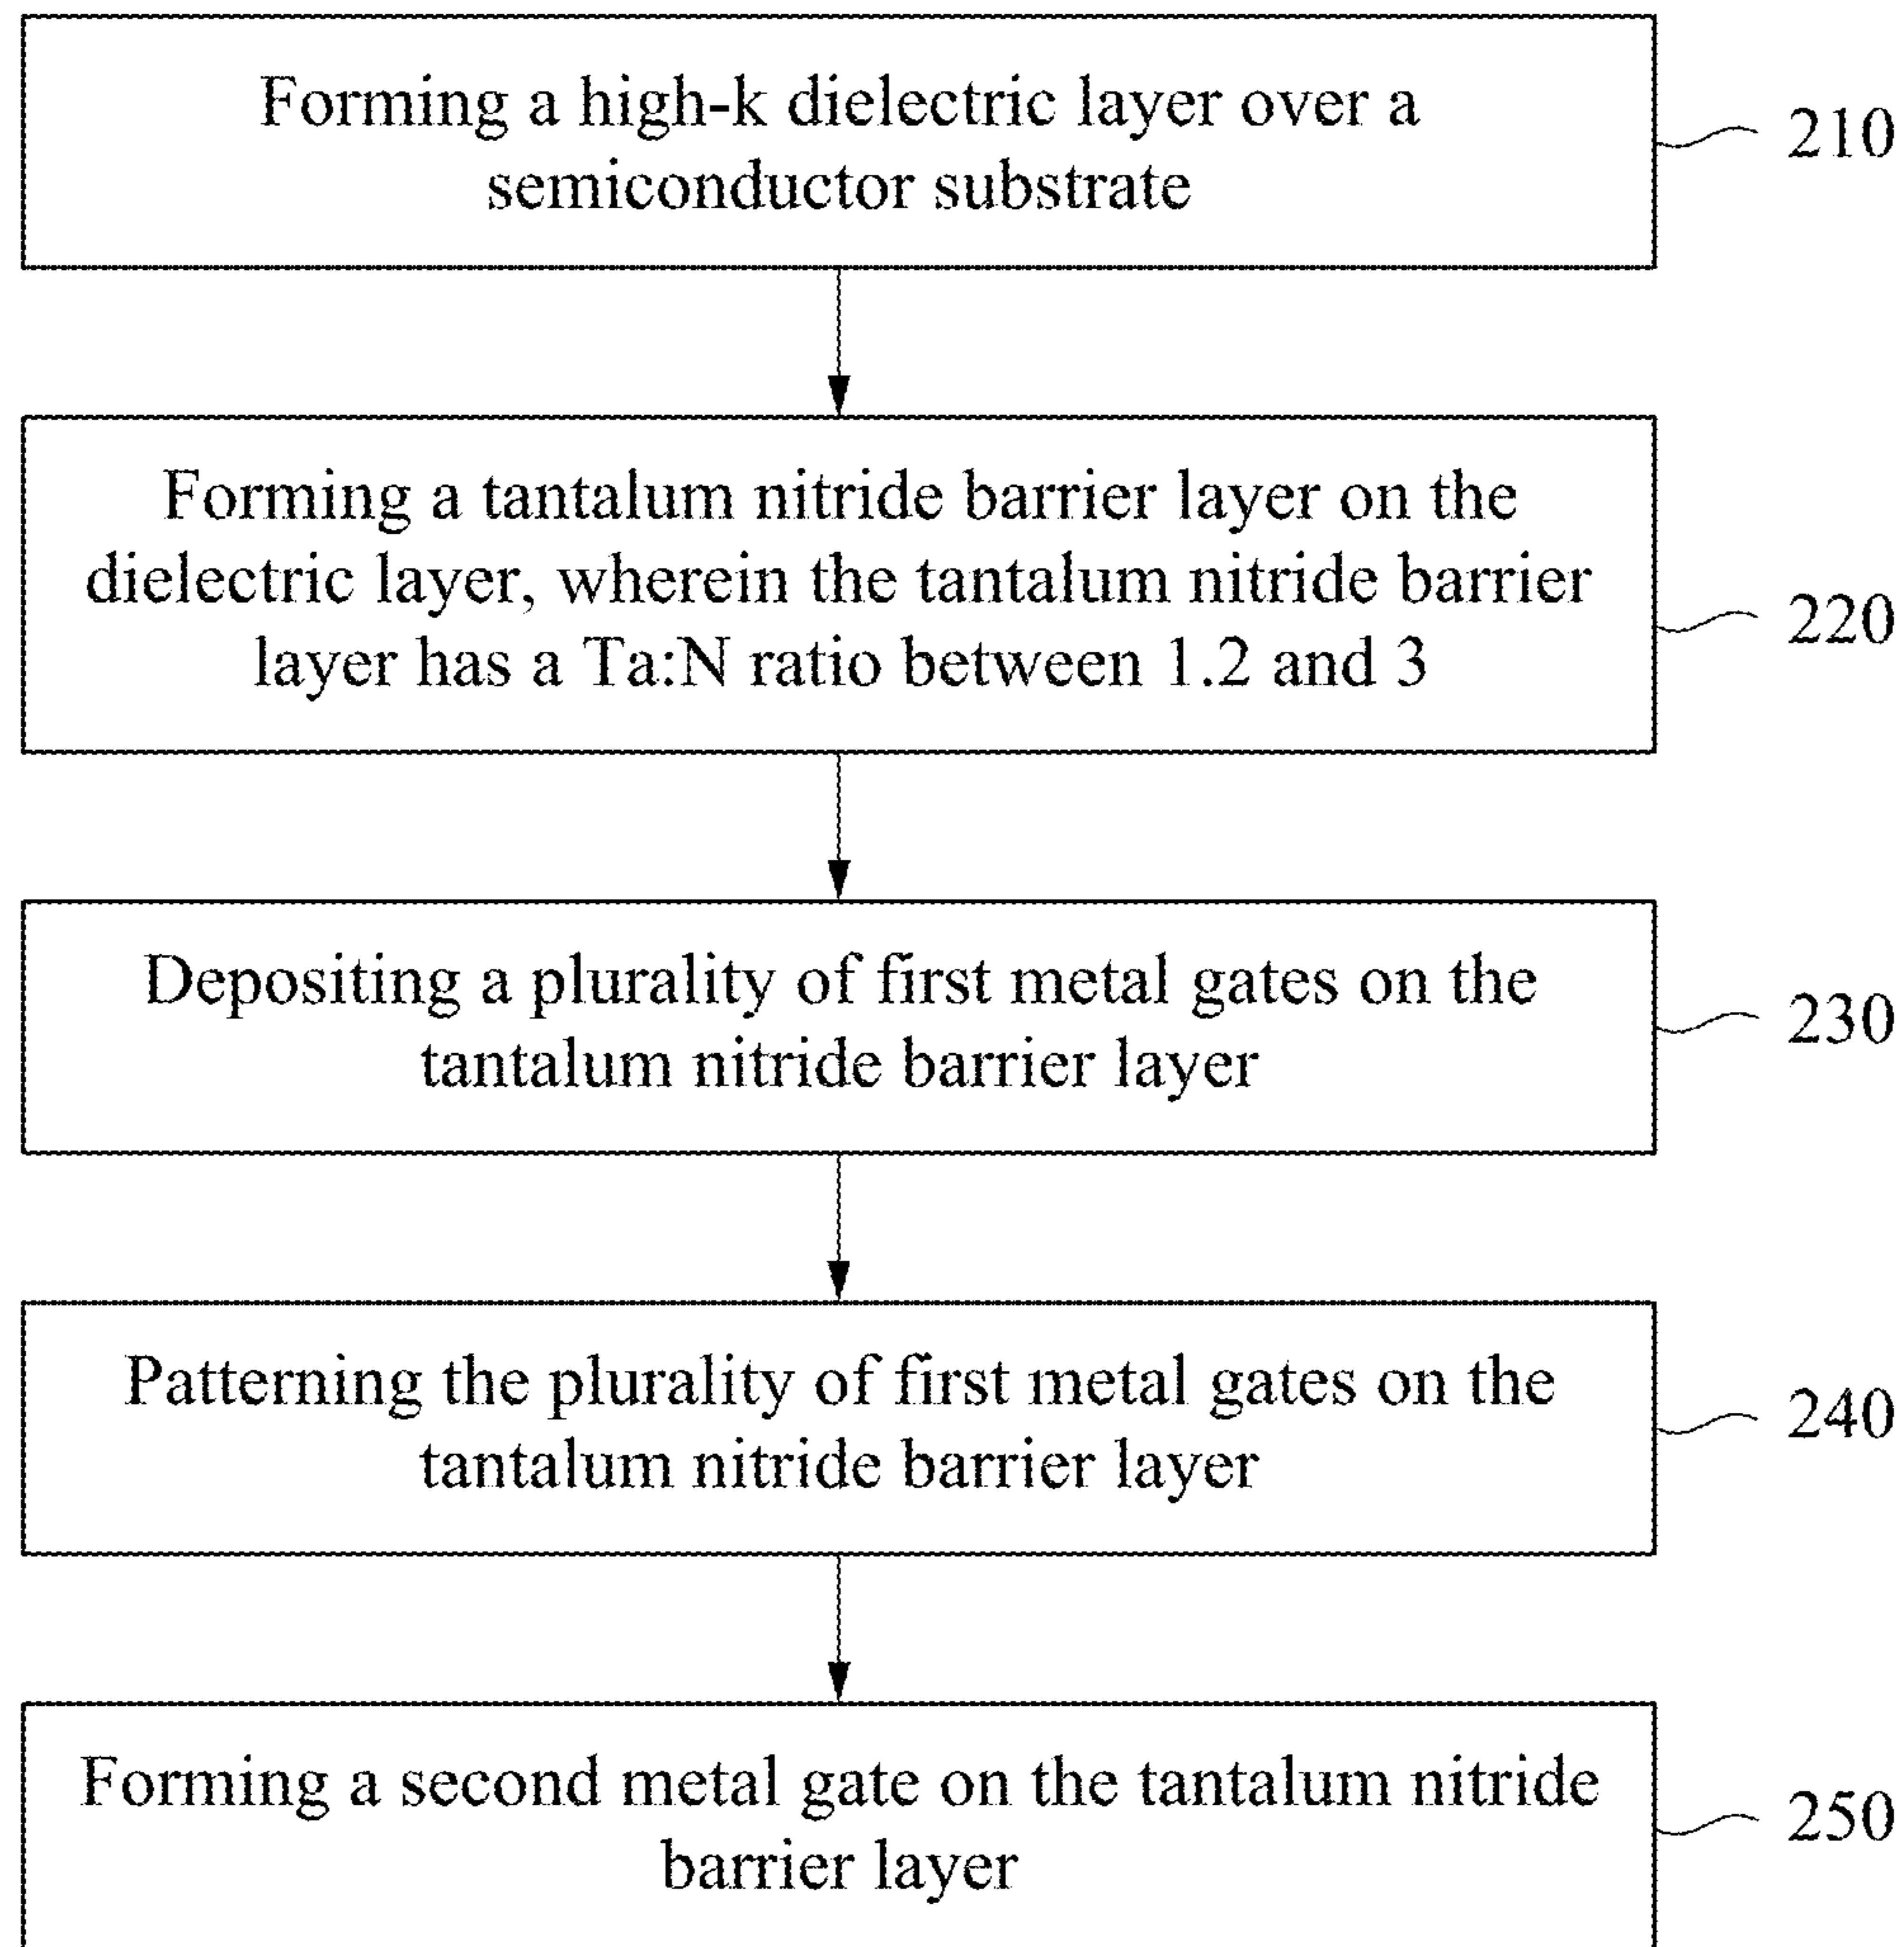 Forming a high-k dielectric layer over a
semiconductor substrate
210
Forming a tantalum nitride barrier layer on the
dielectric layer, wherein the tantalum nitride barrier
layer has a Ta:N ratio between 1.2 and 3
220
Depositing a plurality of first metal gates on the
tantalum nitride barrier layer
230
Patterning the plurality of first metal gates on the
tantalum nitride barrier layer
240
Forming a second metal gate on the tantalum nitride
barrier layer
250